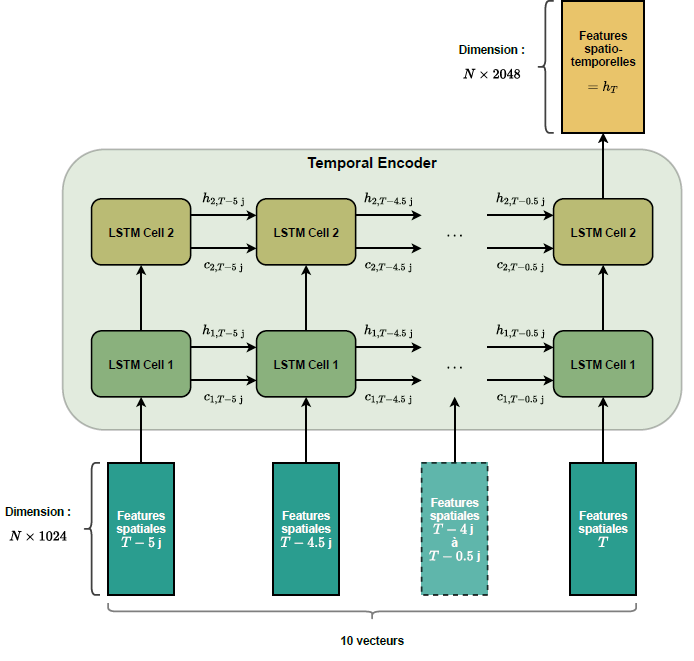 Features
spatio-
temporelles
= h_T
Dimension :
N × 2048
Temporal Encoder
h_{2,T−5 j}
h_{2,T−4.5 j}
h_{2,T−0.5 j}
LSTM Cell 2
LSTM Cell 2
...
LSTM Cell 2
c_{2,T−5 j}
c_{2,T−4.5 j}
c_{2,T−0.5 j}
h_{1,T−5 j}
h_{1,T−4.5 j}
h_{1,T−0.5 j}
LSTM Cell 1
LSTM Cell 1
...
LSTM Cell 1
c_{1,T−5 j}
c_{1,T−4.5 j}
c_{1,T−0.5 j}
Dimension :
N × 1024
Features
spatiales
T − 5 j
Features
spatiales
T − 4.5 j
Features
spatiales
T − 4 j
à
T − 0.5 j
Features
spatiales
T
10 vecteurs